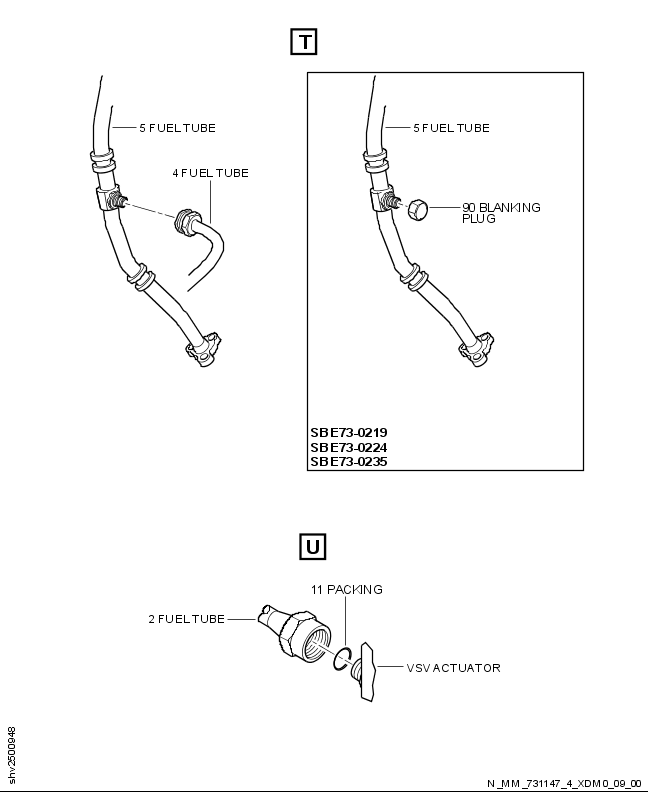 T
5 FUEL TUBE
4 FUEL TUBE
5 FUEL TUBE
90 BLANKING
PLUG
SBE73-0219
SBE73-0224
SBE73-0235
U
11 PACKING
2 FUEL TUBE
VSV ACTUATOR
shv2500948
N_MM_731147_4_XDM0_09_00